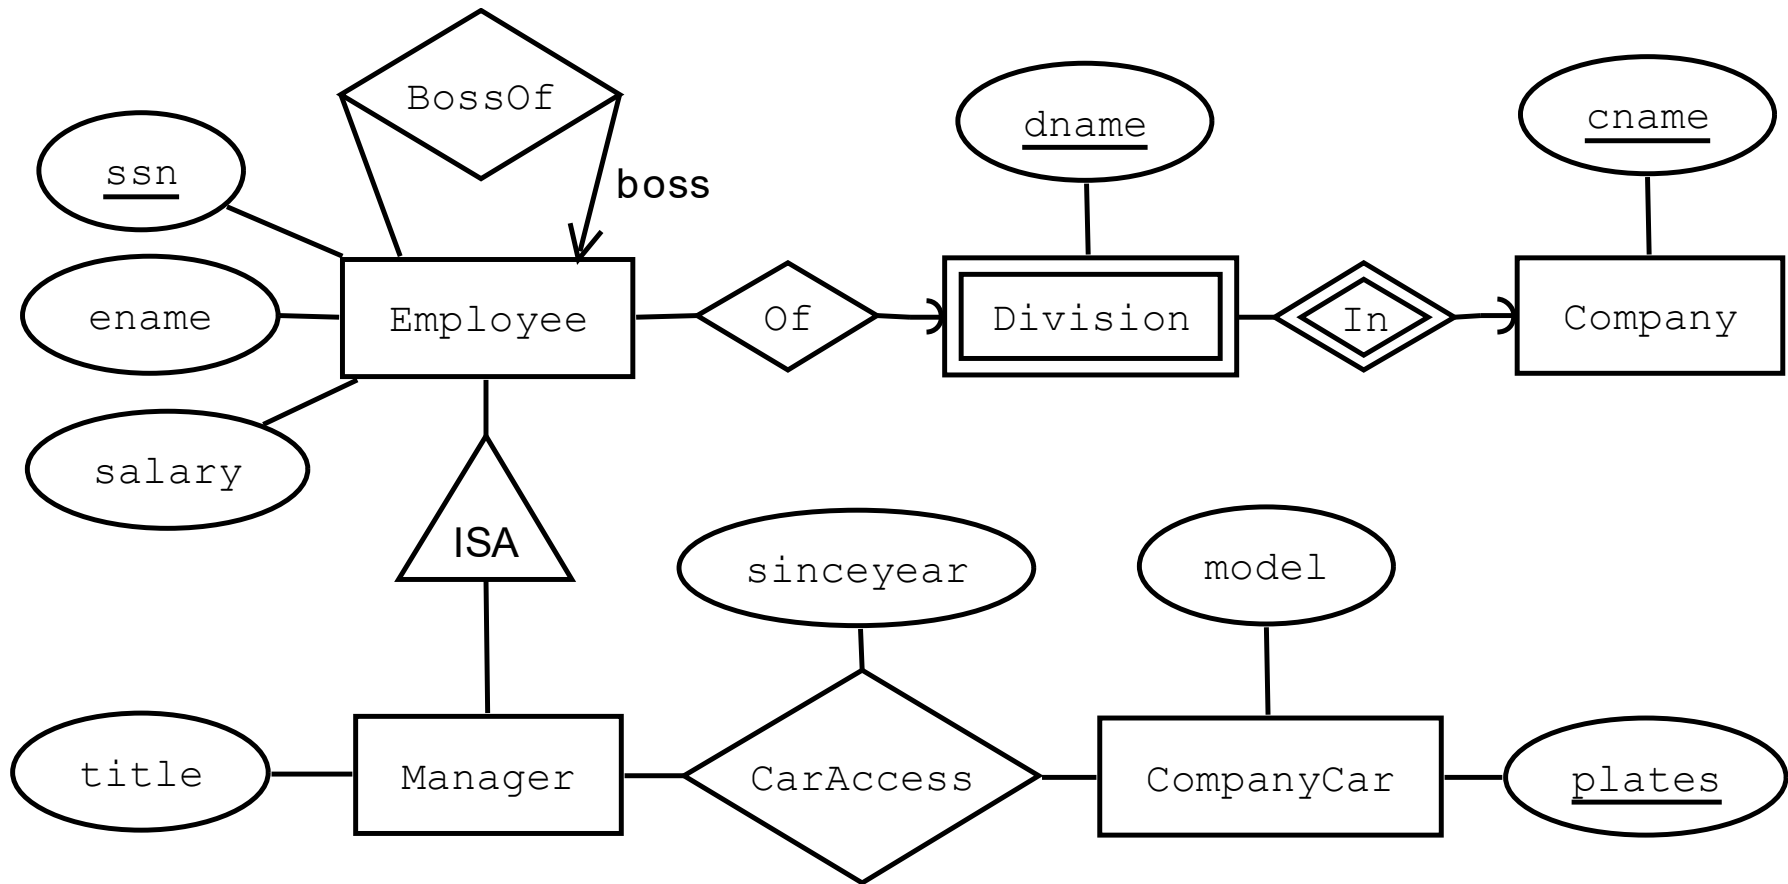 BossOf
boss
ssn
dname
cname
ename
Employee
Of
Division
In
Company
salary
ISA
sinceyear
model
title
Manager
CarAccess
CompanyCar
plates